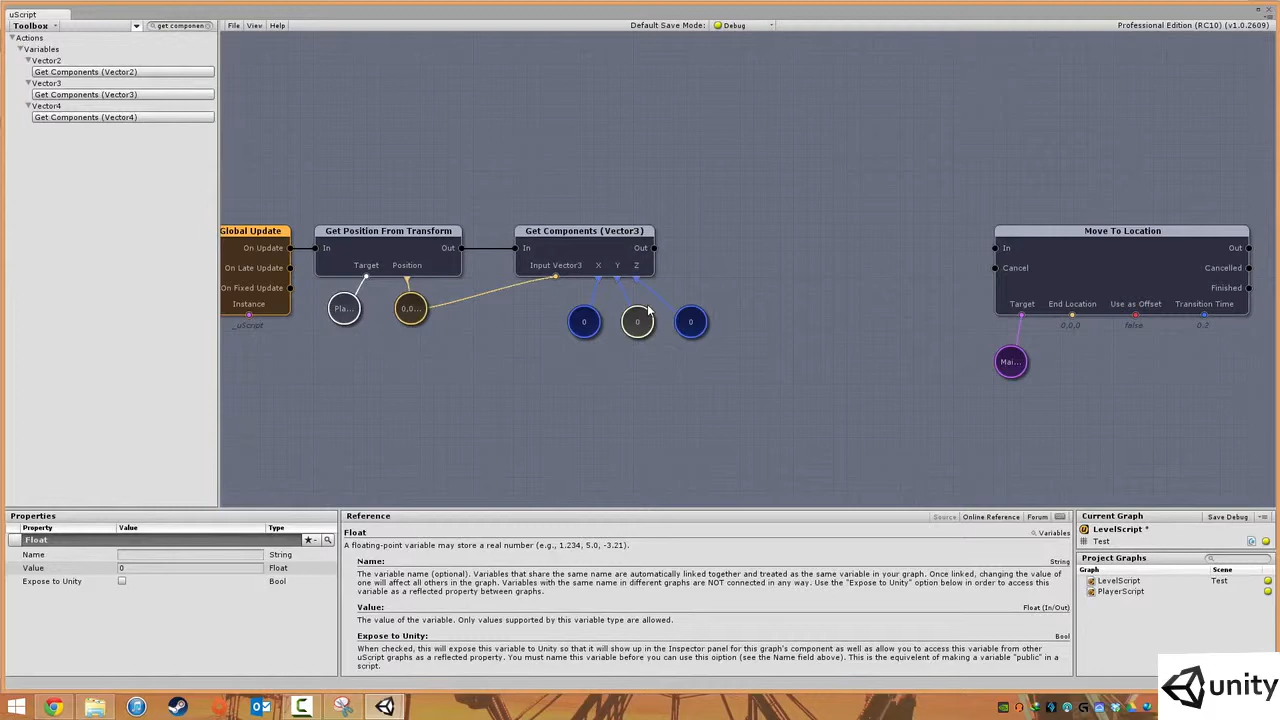 uScript
Toolbox
get componen
File View Help
Default Save Mode: Debug
Professional Edition (RC10) (v1.0.2609)
Actions
Variables
Vector2
Get Components (Vector2)
Vector3
Get Components (Vector3)
Vector4
Get Components (Vector4)
Global Update
On Update
On Late Update
On Fixed Update
Instance
_uScript
Get Position From Transform
In Out
Target Position
Pla...
0,0...
Get Components (Vector3)
In Out
Input Vector3 X Y Z
0 0 0
Move To Location
In Out
Cancel Cancelled
Finished
Target End Location Use as Offset Transition Time
0,0,0 false 0.2
Mai...
Properties
Property Value Type
Float
Name String
Value 0 Float
Expose to Unity Bool
Reference
Source Online Reference Forum
Float
Variables
A floating-point variable may store a real number (e.g., 1.234, 5.0, -3.21).
Name: String
The variable name (optional). Variables that share the same name are automatically linked together and treated as the same variable in your graph. Once linked, changing the value of
one will affect all others in the graph. Variables with the same name in different graphs are NOT connected in any way. Use the "Expose to Unity" option below in order to access this
variable as a reflected property between graphs.
Value: Float (In/Out)
The value of the variable. Only values supported by this variable type are allowed.
Expose to Unity: Bool
When checked, this will expose this variable to Unity so that it will show up in the Inspector panel for this graph's component as well as allow you to access this variable from other
uScript graphs as a reflected property. You must name this variable before you can use this opition (see the Name field above). This is the equivelent of making a variable "public" in a
script.
Current Graph
Save Debug
LevelScript *
Test
Project Graphs
Graph Scene
LevelScript Test
PlayerScript
unity